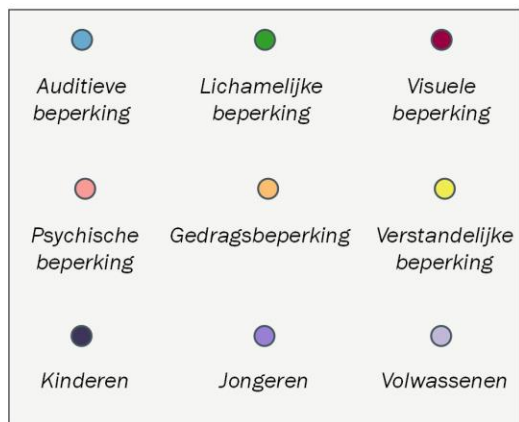 Auditieve
beperking
Lichamelijke
beperking
Visuele
beperking
Psychische
beperking
Gedragsbeperking
Verstandelijke
beperking
Kinderen
Jongeren
Volwassenen